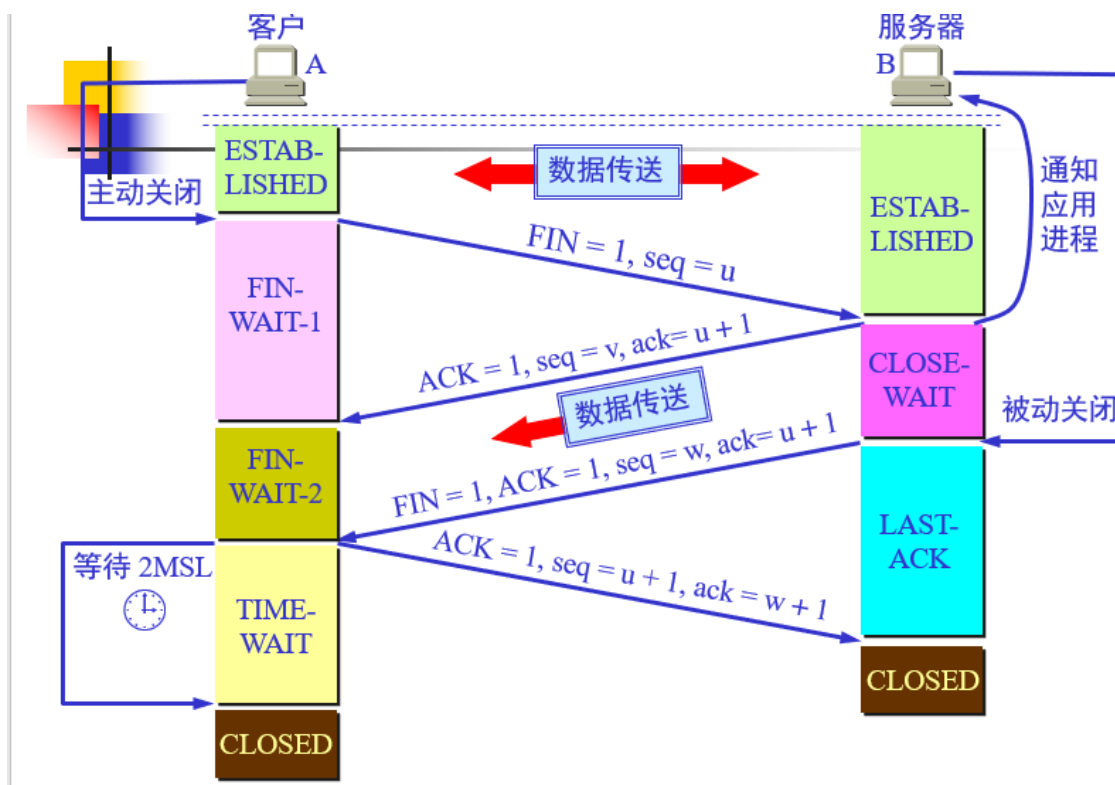 客户
服务器
A
B
ESTAB-
LISHED
数据传送
主动关闭
通知
应用
进程
ESTAB-
LISHED
FIN = 1, seq = u
FIN-
WAIT-1
ACK = 1, seq = v, ack= u + 1
CLOSE-
WAIT
数据传送
被动关闭
FIN-
WAIT-2
FIN = 1, ACK = 1, seq = w, ack= u + 1
LAST-
ACK
等待 2MSL
ACK = 1, seq = u + 1, ack = w + 1
TIME-
WAIT
CLOSED
CLOSED